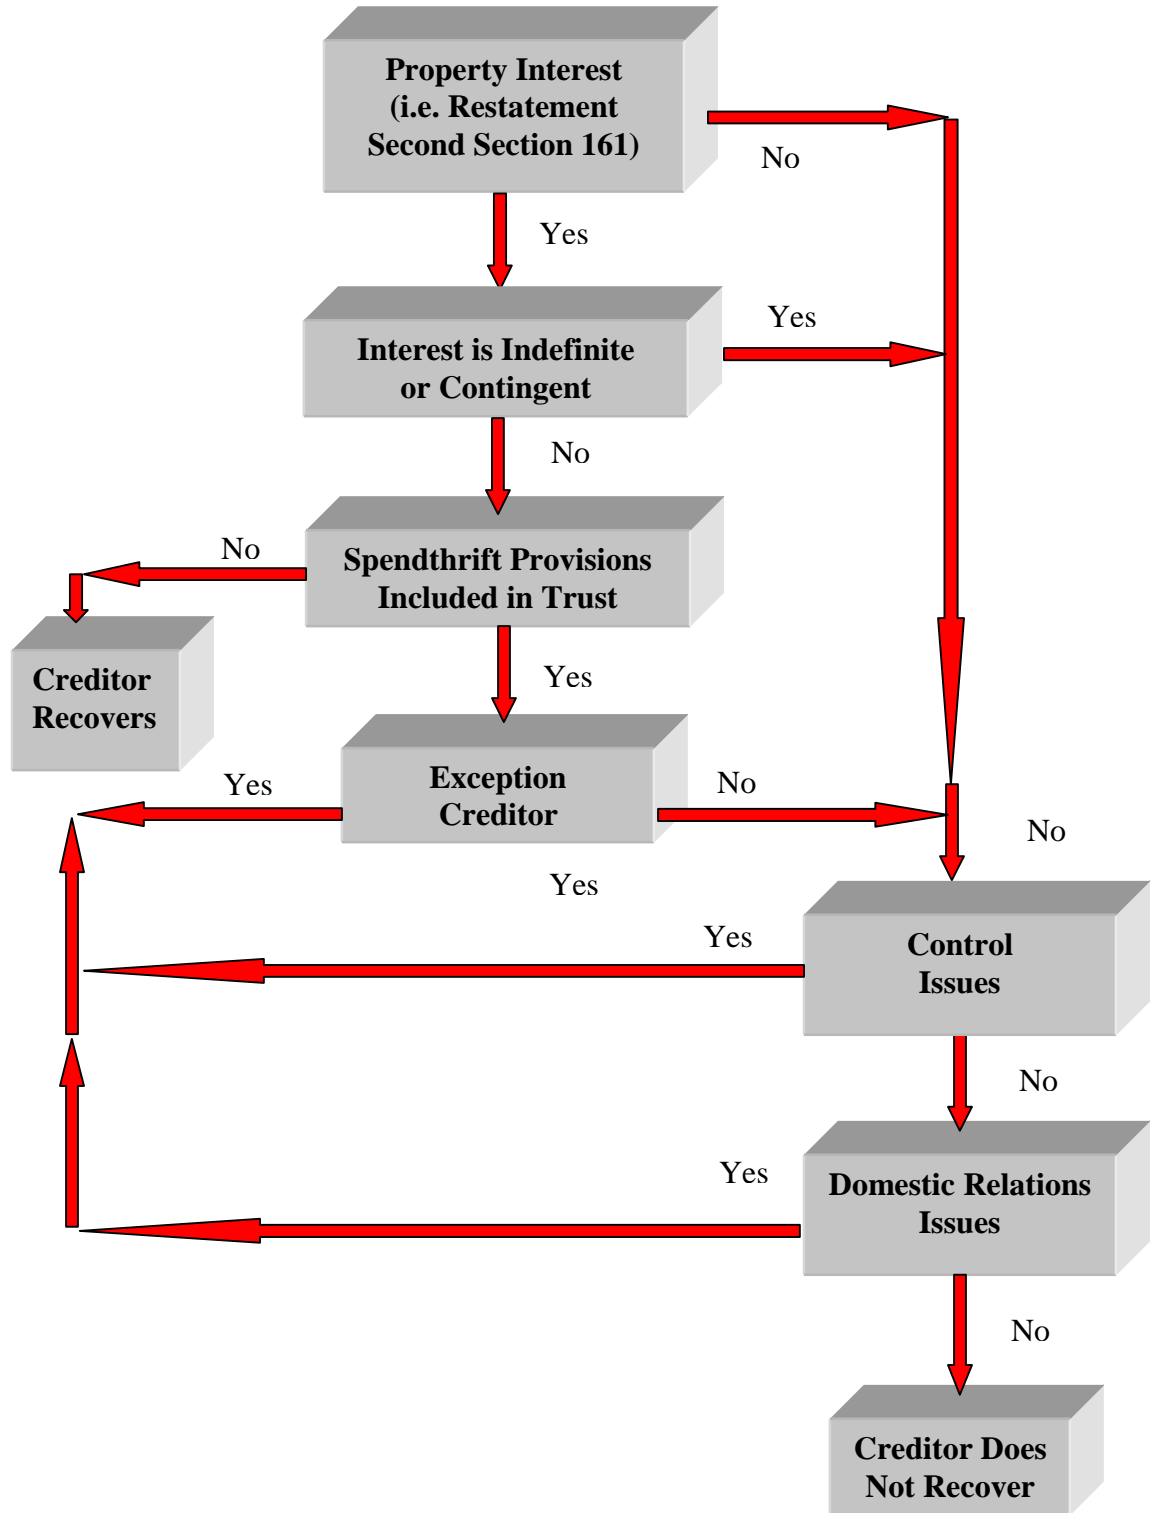 Property Interest
(i.e. Restatement
Second Section 161)
No
Yes
Yes
Interest is Indefinite
or Contingent
No
No
Spendthrift Provisions
Included in Trust
Creditor
Recovers
Yes
Yes
Exception
Creditor
No
No
Yes
Yes
Control
Issues
No
Yes
Domestic Relations
Issues
No
Creditor Does
Not Recover